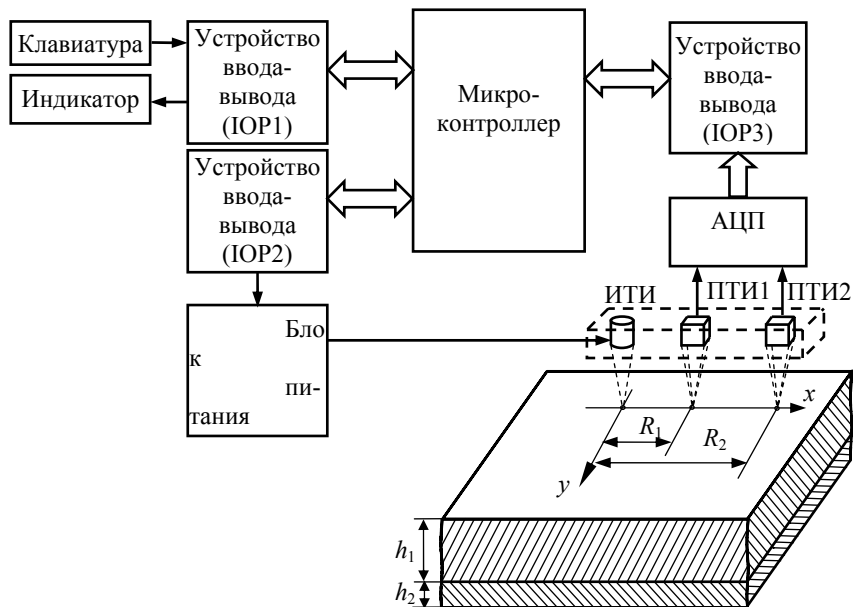 Клавиатура
Индикатор
Устройство
ввода-
вывода
(IOP1)
Устройство
ввода-
вывода
(IOP2)
Микро-
контроллер
Устройство
ввода-
вывода
(IOP3)
АЦП
ИТИ
ПТИ1
ПТИ2
Бло
к
пи-
тания
x
R1
R2
y
h1
h2